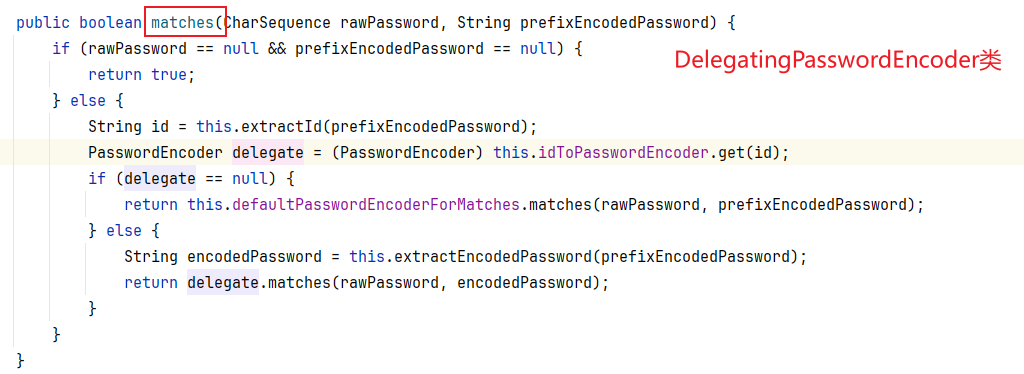 public boolean matches(CharSequence rawPassword, String prefixEncodedPassword) {
if (rawPassword == null && prefixEncodedPassword == null) {
DelegatingPasswordEncoder类
return true;
} else {
String id = this.extractId(prefixEncodedPassword);
PasswordEncoder delegate = (PasswordEncoder) this.idToPasswordEncoder.get(id);
if (delegate == null) {
return this.defaultPasswordEncoderForMatches.matches(rawPassword, prefixEncodedPassword);
} else {
String encodedPassword = this.extractEncodedPassword(prefixEncodedPassword);
return delegate.matches(rawPassword, encodedPassword);
}
}
}